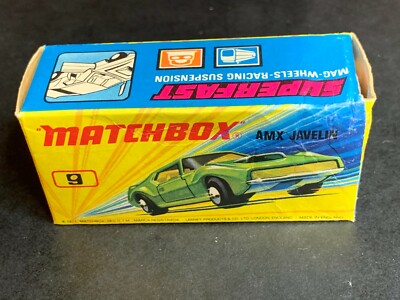 SUPERFAST
MAG-WHEELS-RACING SUSPENSION
"MATCHBOX"
AMX JAVELIN
9